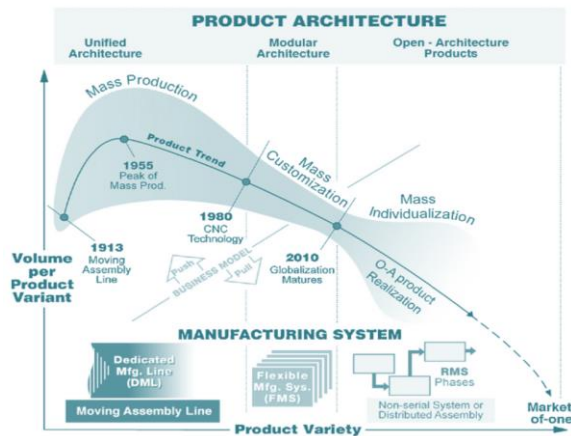 PRODUCT ARCHITECTURE
Unified
Architecture
Modular
Architecture
Open - Architecture
Products
Mass Production
Product Trend
1955
Peak of
Mass Prod.
Mass
Customization
Mass
Individualization
1913
Moving
Assembly
Line
1980
CNC
Technology
2010
Globalization
Matures
O-A product
Realization
Volume
per
Product
Variant
Push
BUSINESS MODEL
Pull
MANUFACTURING SYSTEM
Dedicated
Mfg. Line
(DML)
Moving Assembly Line
Flexible
Mfg. Sys.
(FMS)
RMS
Phases
Non-serial System or
Distributed Assembly
Market-
of-one
Product Variety